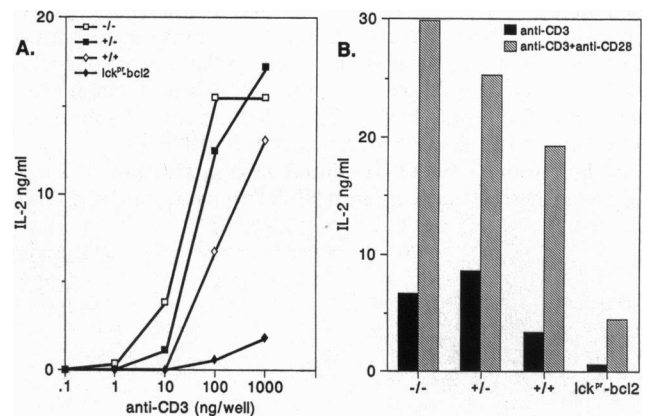 A.
-/-
+/-
+/+
lckpr-bcl2
IL-2 ng/ml
10
0
.1 1 10 100 1000
anti-CD3 (ng/well)
B.
anti-CD3
anti-CD3+anti-CD28
IL-2 ng/ml
30
20
10
0
-/- +/- +/+ lckpr-bcl2